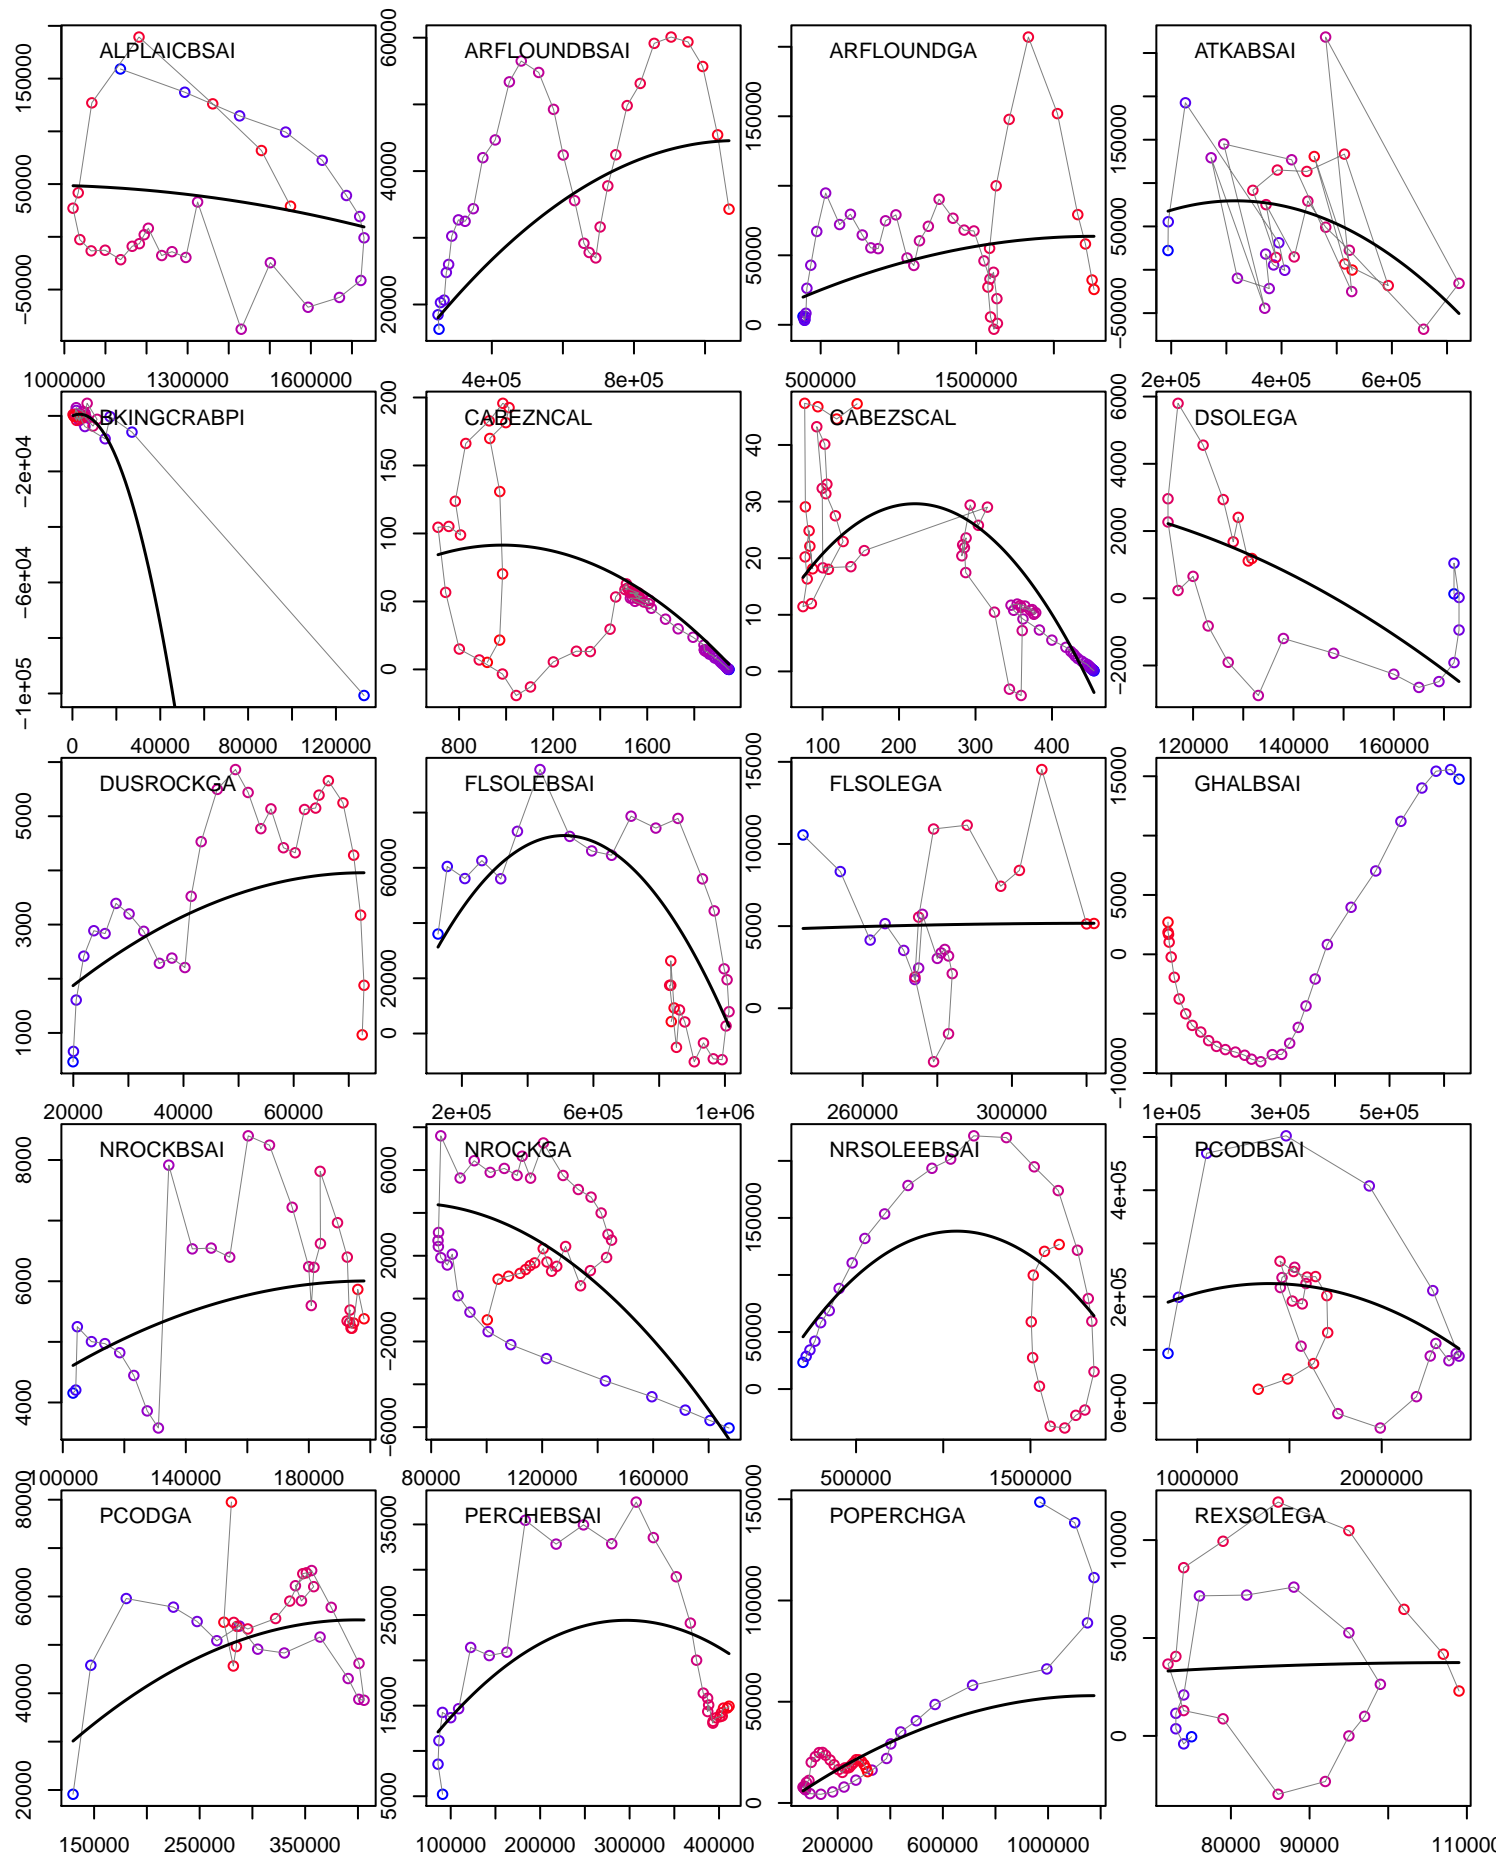 ALPLAICBSAI ARFLOUNDBSAI ARFLOUNDGA ATKABSAI
−50000 50000 150000
20000 40000 60000
0 50000 150000
−50000 50000 150000
1000000 1300000 1600000
4e+05 8e+05
500000 1500000
2e+05 4e+05 6e+05
BKINGCRABPI CABEZNCAL CABEZSCAL DSOLEGA
−1e+05 −6e+04 −2e+04
0 50 100 150 200
0 10 20 30 40
−2000 0 2000 4000 6000
0 40000 80000 120000
800 1200 1600
100 200 300 400
120000 140000 160000
DUSROCKGA FLSOLEBSAI FLSOLEGA GHALBSAI
1000 3000 5000
0 20000 60000
0 5000 10000 15000
−10000 0 5000 15000
20000 40000 60000
2e+05 6e+05 1e+06
260000 300000
1e+05 3e+05 5e+05
NROCKBSAI NROCKGA NRSOLEEBSAI PCODBSAI
4000 6000 8000
−6000 −2000 2000 6000
0 50000 150000
0e+00 2e+05 4e+05
100000 140000 180000
80000 120000 160000
500000 1500000
1000000 2000000
PCODGA PERCHEBSAI POPERCHGA REXSOLEGA
20000 40000 60000 80000
5000 15000 25000 35000
0 50000 100000 150000
0 5000 10000
150000 250000 350000
100000 200000 300000 400000
200000 600000 1000000
80000 90000